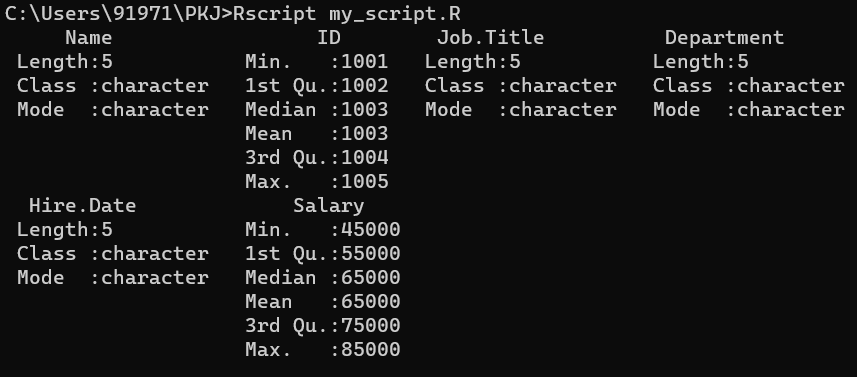 C:\Users\91971\PKJ>Rscript my_script.R
     Name                 ID        Job.Title          Department
 Length:5           Min.   :1001   Length:5           Length:5
 Class :character   1st Qu.:1002   Class :character   Class :character
 Mode  :character   Median :1003   Mode  :character   Mode  :character
                    Mean   :1003
                    3rd Qu.:1004
                    Max.   :1005
  Hire.Date             Salary
 Length:5           Min.   :45000
 Class :character   1st Qu.:55000
 Mode  :character   Median :65000
                    Mean   :65000
                    3rd Qu.:75000
                    Max.   :85000